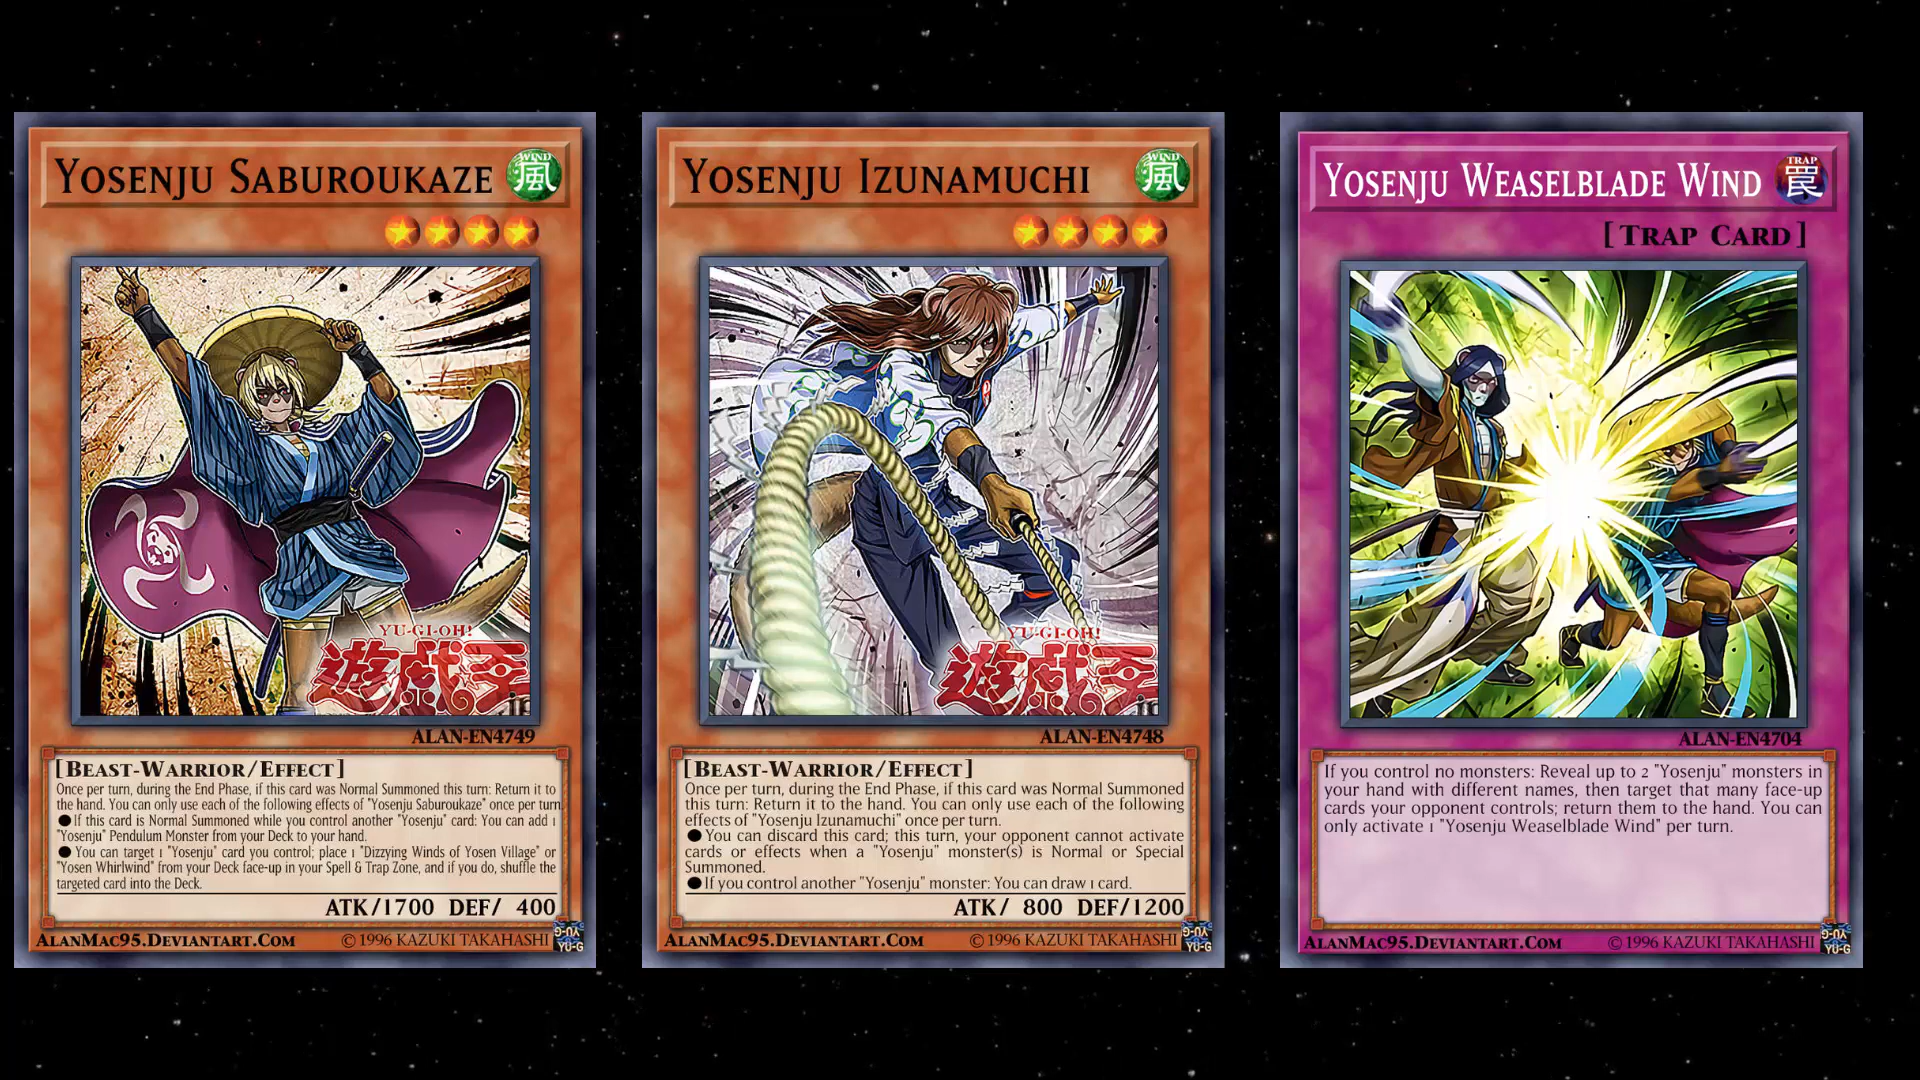 YOSENJU SABUROUKAZE
WIND
風
YU-GI-OH!
遊戯王
ALAN-EN4749
[BEAST-WARRIOR/EFFECT]
Once per turn, during the End Phase, if this card was Normal Summoned this turn: Return it to
the hand. You can only use each of the following effects of "Yosenju Saburoukaze" once per turn.
●If this card is Normal Summoned while you control another "Yosenju" card: You can add 1
"Yosenju" Pendulum Monster from your Deck to your hand.
●You can target 1 "Yosenju" card you control; place 1 "Dizzying Winds of Yosen Village" or
"Yosen Whirlwind" from your Deck face-up in your Spell & Trap Zone, and if you do, shuffle the
targeted card into the Deck.
ATK/1700 DEF/ 400
ALANMAC95.DEVIANTART.COM ©1996 KAZUKI TAKAHASHI
YU-G
YOSENJU IZUNAMUCHI
WIND
風
YU-GI-OH!
遊戯王
ALAN-EN4748
[BEAST-WARRIOR/EFFECT]
Once per turn, during the End Phase, if this card was Normal Summoned
this turn: Return it to the hand. You can only use each of the following
effects of "Yosenju Izunamuchi" once per turn.
●You can discard this card; this turn, your opponent cannot activate
cards or effects when a "Yosenju" monster(s) is Normal or Special
Summoned.
●If you control another "Yosenju" monster: You can draw 1 card.
ATK/ 800 DEF/1200
ALANMAC95.DEVIANTART.COM ©1996 KAZUKI TAKAHASHI
YU-G
YOSENJU WEASELBLADE WIND
TRAP
罠
[TRAP CARD]
ALAN-EN4704
If you control no monsters: Reveal up to 2 "Yosenju" monsters in
your hand with different names, then target that many face-up
cards your opponent controls; return them to the hand. You can
only activate 1 "Yosenju Weaselblade Wind" per turn.
ALANMAC95.DEVIANTART.COM ©1996 KAZUKI TAKAHASHI
YU-G